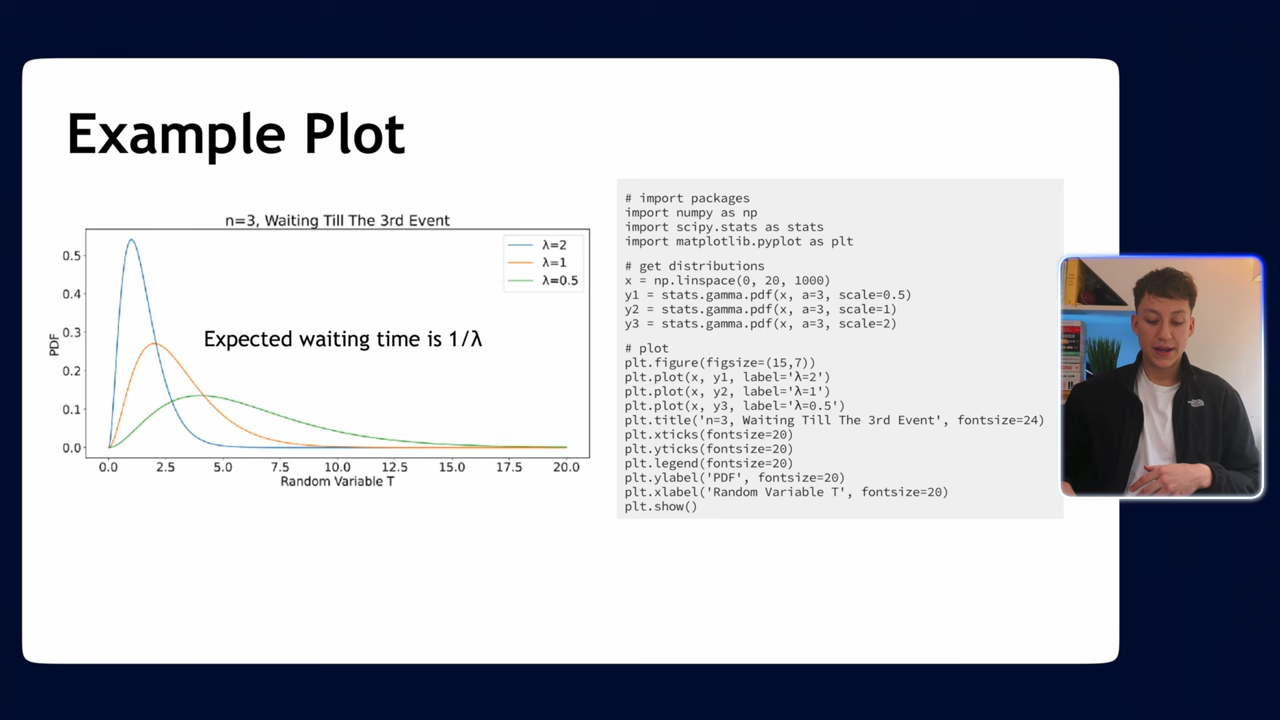 Example Plot
n=3, Waiting Till The 3rd Event
λ=2
λ=1
λ=0.5
0.5
0.4
0.3
0.2
0.1
0.0
PDF
Expected waiting time is 1/λ
0.0 2.5 5.0 7.5 10.0 12.5 15.0 17.5 20.0
Random Variable T
# import packages
import numpy as np
import scipy.stats as stats
import matplotlib.pyplot as plt
# get distributions
x = np.linspace(0, 20, 1000)
y1 = stats.gamma.pdf(x, a=3, scale=0.5)
y2 = stats.gamma.pdf(x, a=3, scale=1)
y3 = stats.gamma.pdf(x, a=3, scale=2)
# plot
plt.figure(figsize=(15,7))
plt.plot(x, y1, label='λ=2')
plt.plot(x, y2, label='λ=1')
plt.plot(x, y3, label='λ=0.5')
plt.title('n=3, Waiting Till The 3rd Event', fontsize=24)
plt.xticks(fontsize=20)
plt.yticks(fontsize=20)
plt.legend(fontsize=20)
plt.ylabel('PDF', fontsize=20)
plt.xlabel('Random Variable T', fontsize=20)
plt.show()